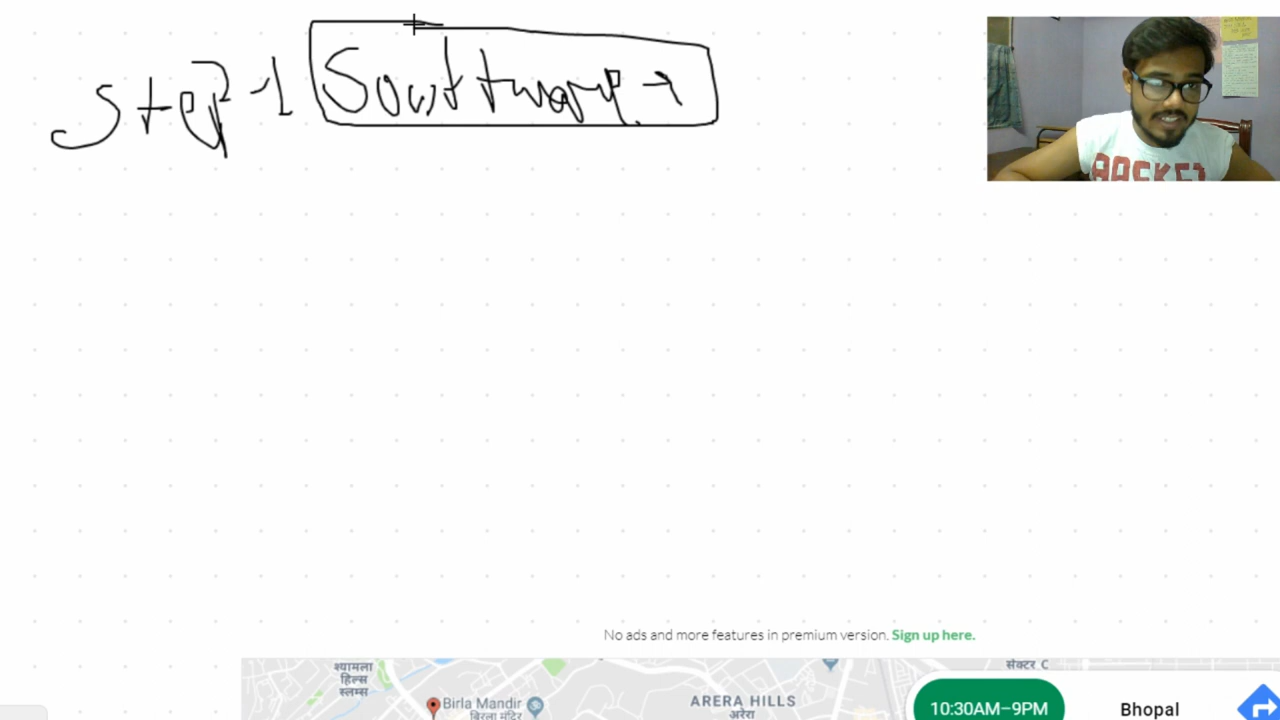 Step-1 Souttware
No ads and more features in premium version. Sign up here.
श्यामला
हिल्स
स्लम्स
Birla Mandir
बिरला मंदिर
ARERA HILLS
अरेरा
सेक्टर C
10:30AM–9PM
Bhopal